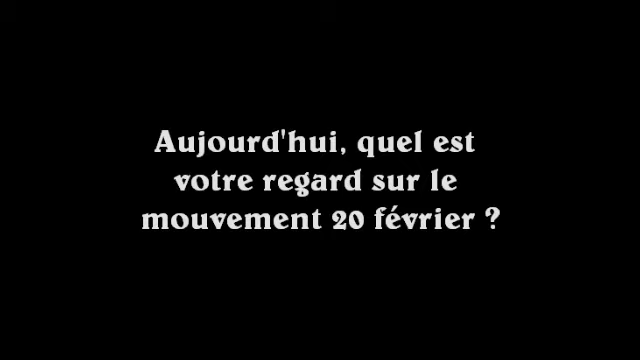 Aujourd'hui, quel est
votre regard sur le
mouvement 20 février ?